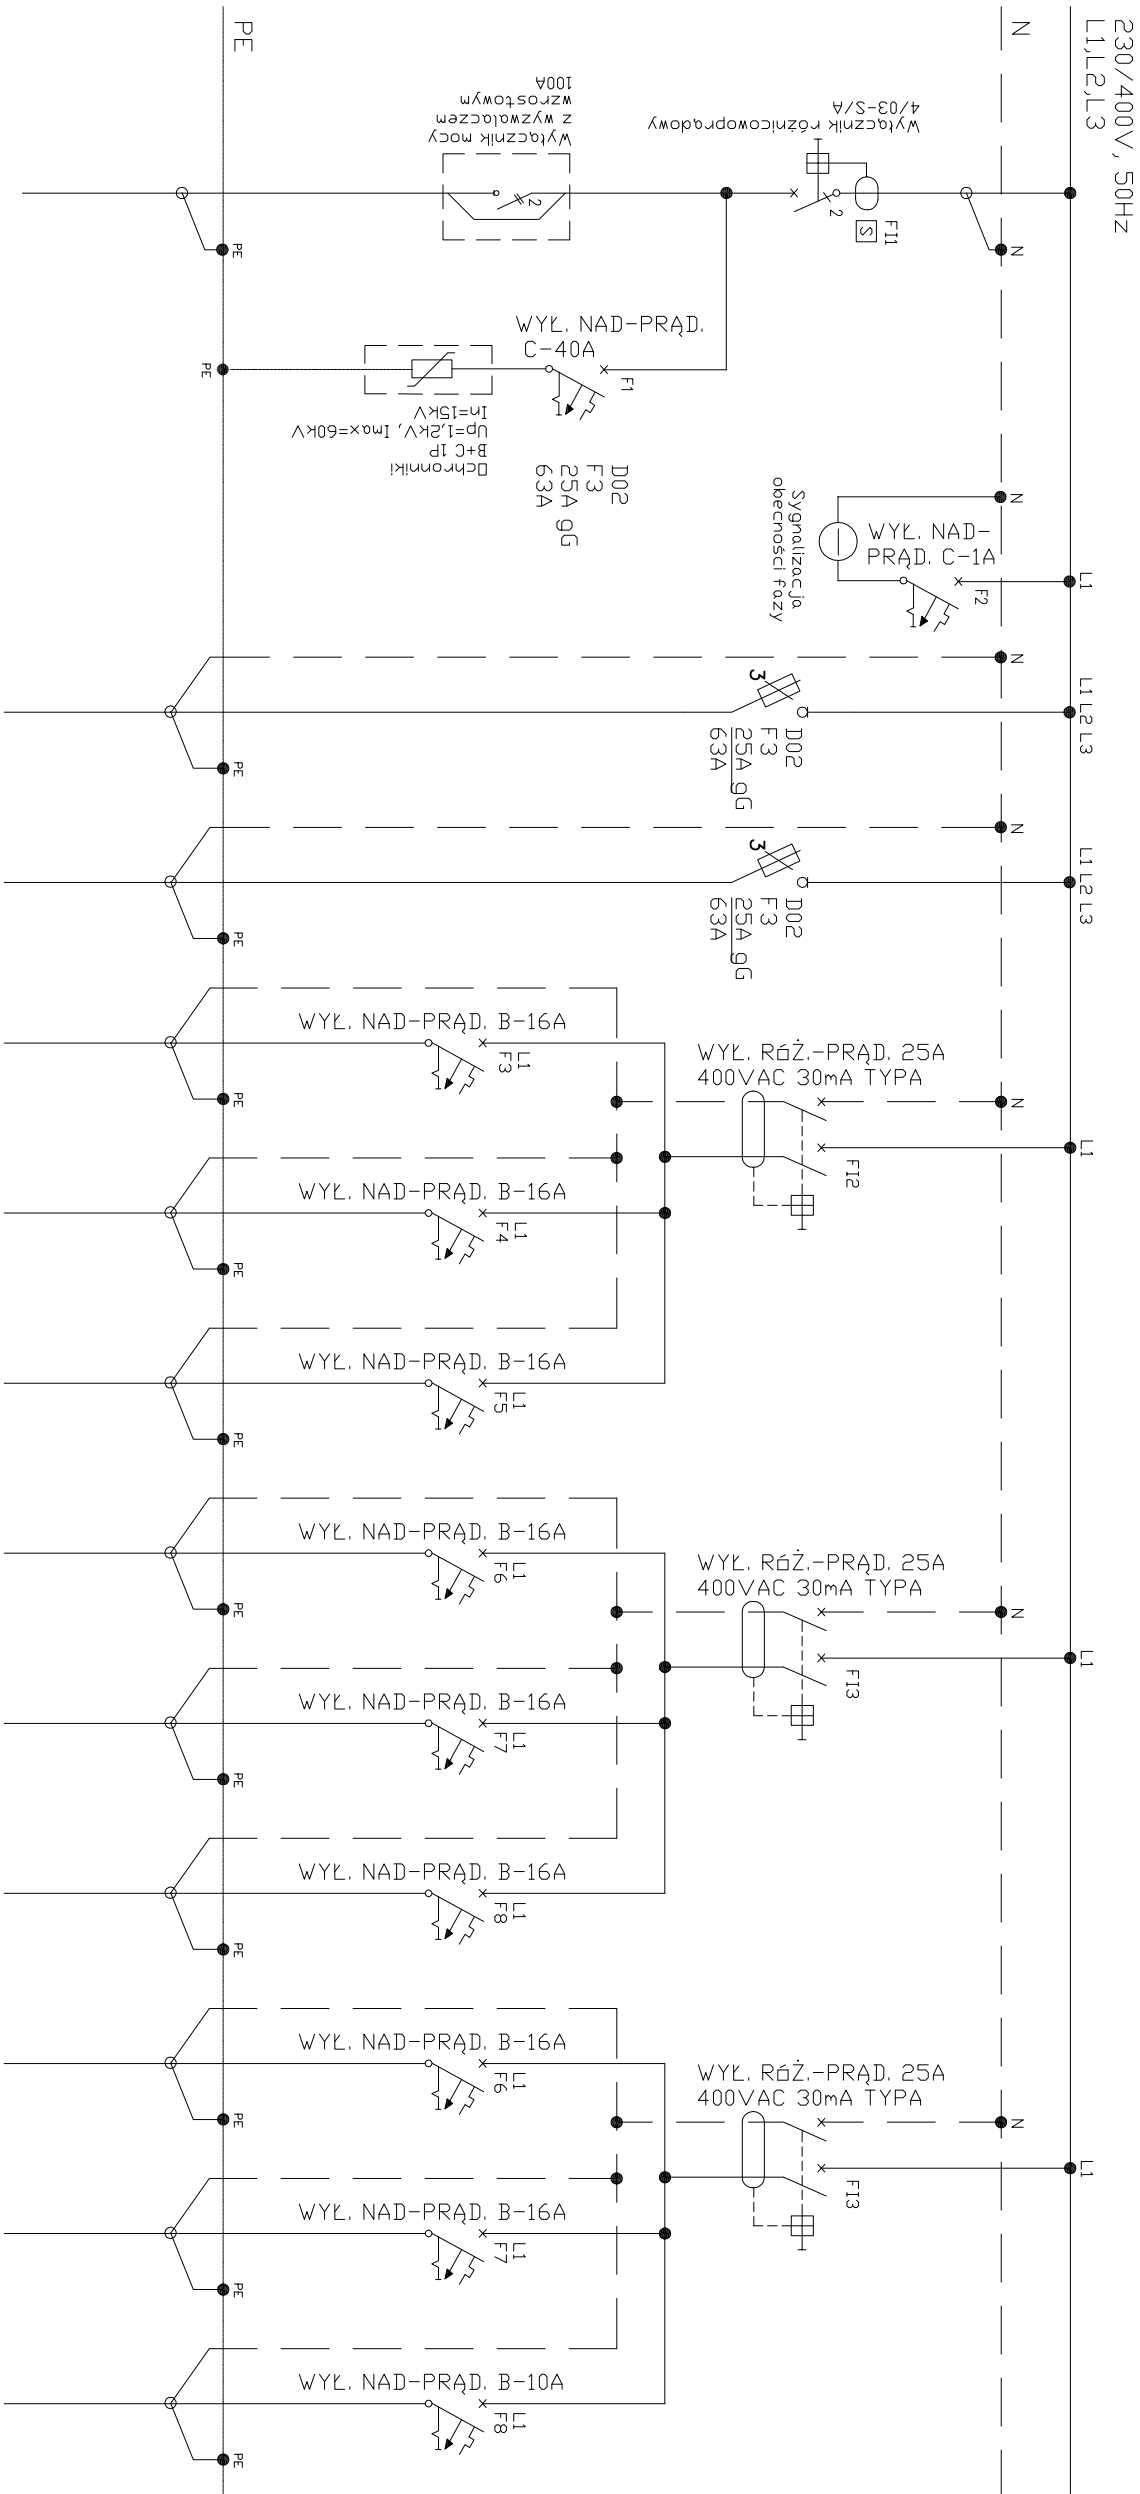 230/400V, 50Hz
L1,L2,L3
N
PE
Wyłącznik różnicowoprądowy
4/03-S/A
FI1
S
2
N
Wyłącznik mocy
z wyzwalaczem
wzrostowym
100A
2
PE
WYŁ. NAD-PRĄD.
C-40A
F1
PE
Ochronniki
B+C 1P
Up=1,2kV, Imax=60kV
In=15kV
D02
F3
25A gG
63A
N
WYŁ. NAD-
PRĄD. C-1A
F2
L1
Sygnalizacja
obecności fazy
N
L1 L2 L3
3
D02
F3
25A gG
63A
PE
N
L1 L2 L3
3
D02
F3
25A gG
63A
PE
WYŁ. RóŻ.-PRĄD. 25A
400VAC 30mA TYPA
N
L1
FI2
WYŁ. NAD-PRĄD. B-16A
L1
F3
PE
WYŁ. NAD-PRĄD. B-16A
L1
F4
PE
WYŁ. NAD-PRĄD. B-16A
L1
F5
PE
WYŁ. RóŻ.-PRĄD. 25A
400VAC 30mA TYPA
N
L1
FI3
WYŁ. NAD-PRĄD. B-16A
L1
F6
PE
WYŁ. NAD-PRĄD. B-16A
L1
F7
PE
WYŁ. NAD-PRĄD. B-16A
L1
F8
PE
WYŁ. RóŻ.-PRĄD. 25A
400VAC 30mA TYPA
N
L1
FI3
WYŁ. NAD-PRĄD. B-16A
L1
F6
PE
WYŁ. NAD-PRĄD. B-16A
L1
F7
PE
WYŁ. NAD-PRĄD. B-10A
L1
F8
PE